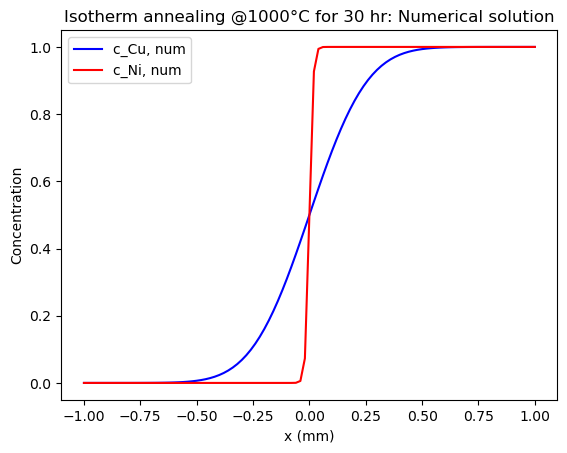 Isotherm annealing @1000°C for 30 hr: Numerical solution
c_Cu, num
c_Ni, num
Concentration
1.0
0.8
0.6
0.4
0.2
0.0
−1.00 −0.75 −0.50 −0.25 0.00 0.25 0.50 0.75 1.00
x (mm)